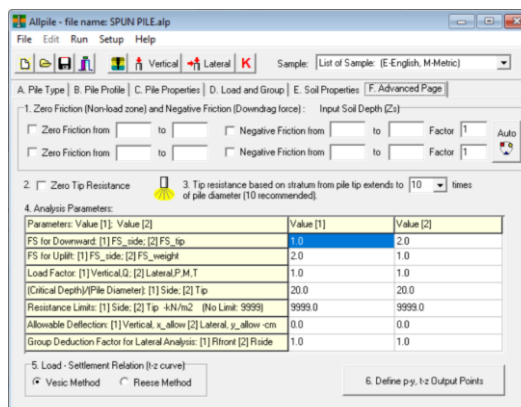 Allpile - file name: SPUN PILE.alp
File Edit Run Setup Help
Vertical Lateral K Sample: List of Sample: (E-English, M-Metric)
A. Pile Type B. Pile Profile C. Pile Properties D. Load and Group E. Soil Properties F. Advanced Page
1. Zero Friction (Non-load zone) and Negative Friction (Downdrag force) : Input Soil Depth (Zs)
Zero Friction from to Negative Friction from to Factor 1 Auto
Zero Friction from to Negative Friction from to Factor 1
2. Zero Tip Resistance 3. Tip resistance based on stratum from pile tip extends to 10 times
of pile diameter (10 recommended).
4. Analysis Parameters:
Parameters: Value [1]; Value [2] Value [1] Value [2]
FS for Downward: [1] FS_side; [2] FS_tip 1.0 2.0
FS for Uplift: [1] FS_side; [2] FS_weight 2.0 1.0
Load Factor: [1] Vertical,Q; [2] Lateral,P,M,T 1.0 1.0
(Critical Depth)/(Pile Diameter): [1] Side; [2] Tip 20.0 20.0
Resistance Limits: [1] Side; [2] Tip -kN/m2 (No Limit: 9999) 9999.0 9999.0
Allowable Deflection: [1] Vertical, x_allow [2] Lateral, y_allow -cm 0.0 0.0
Group Deduction Factor for Lateral Analysis: [1] Rfront [2] Rside 1.0 1.0
5. Load - Settlement Relation (t-z curve)
Vesic Method Reese Method 6. Define p-y, t-z Output Points